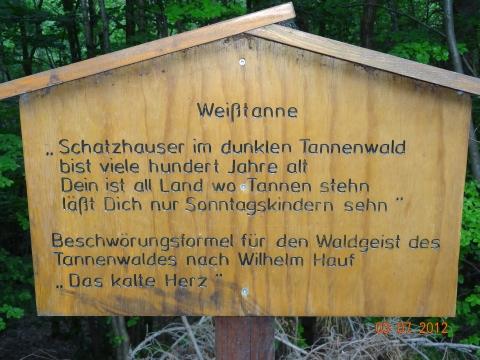 Weißtanne
„Schatzhauser im dunklen Tannenwald
bist viele hundert Jahre alt
Dein ist all Land wo Tannen stehn
läßt Dich nur Sonntagskindern sehn"
Beschwörungsformel für den Waldgeist des
Tannenwaldes nach Wilhelm Hauf
„Das kalte Herz"
03.07.2012